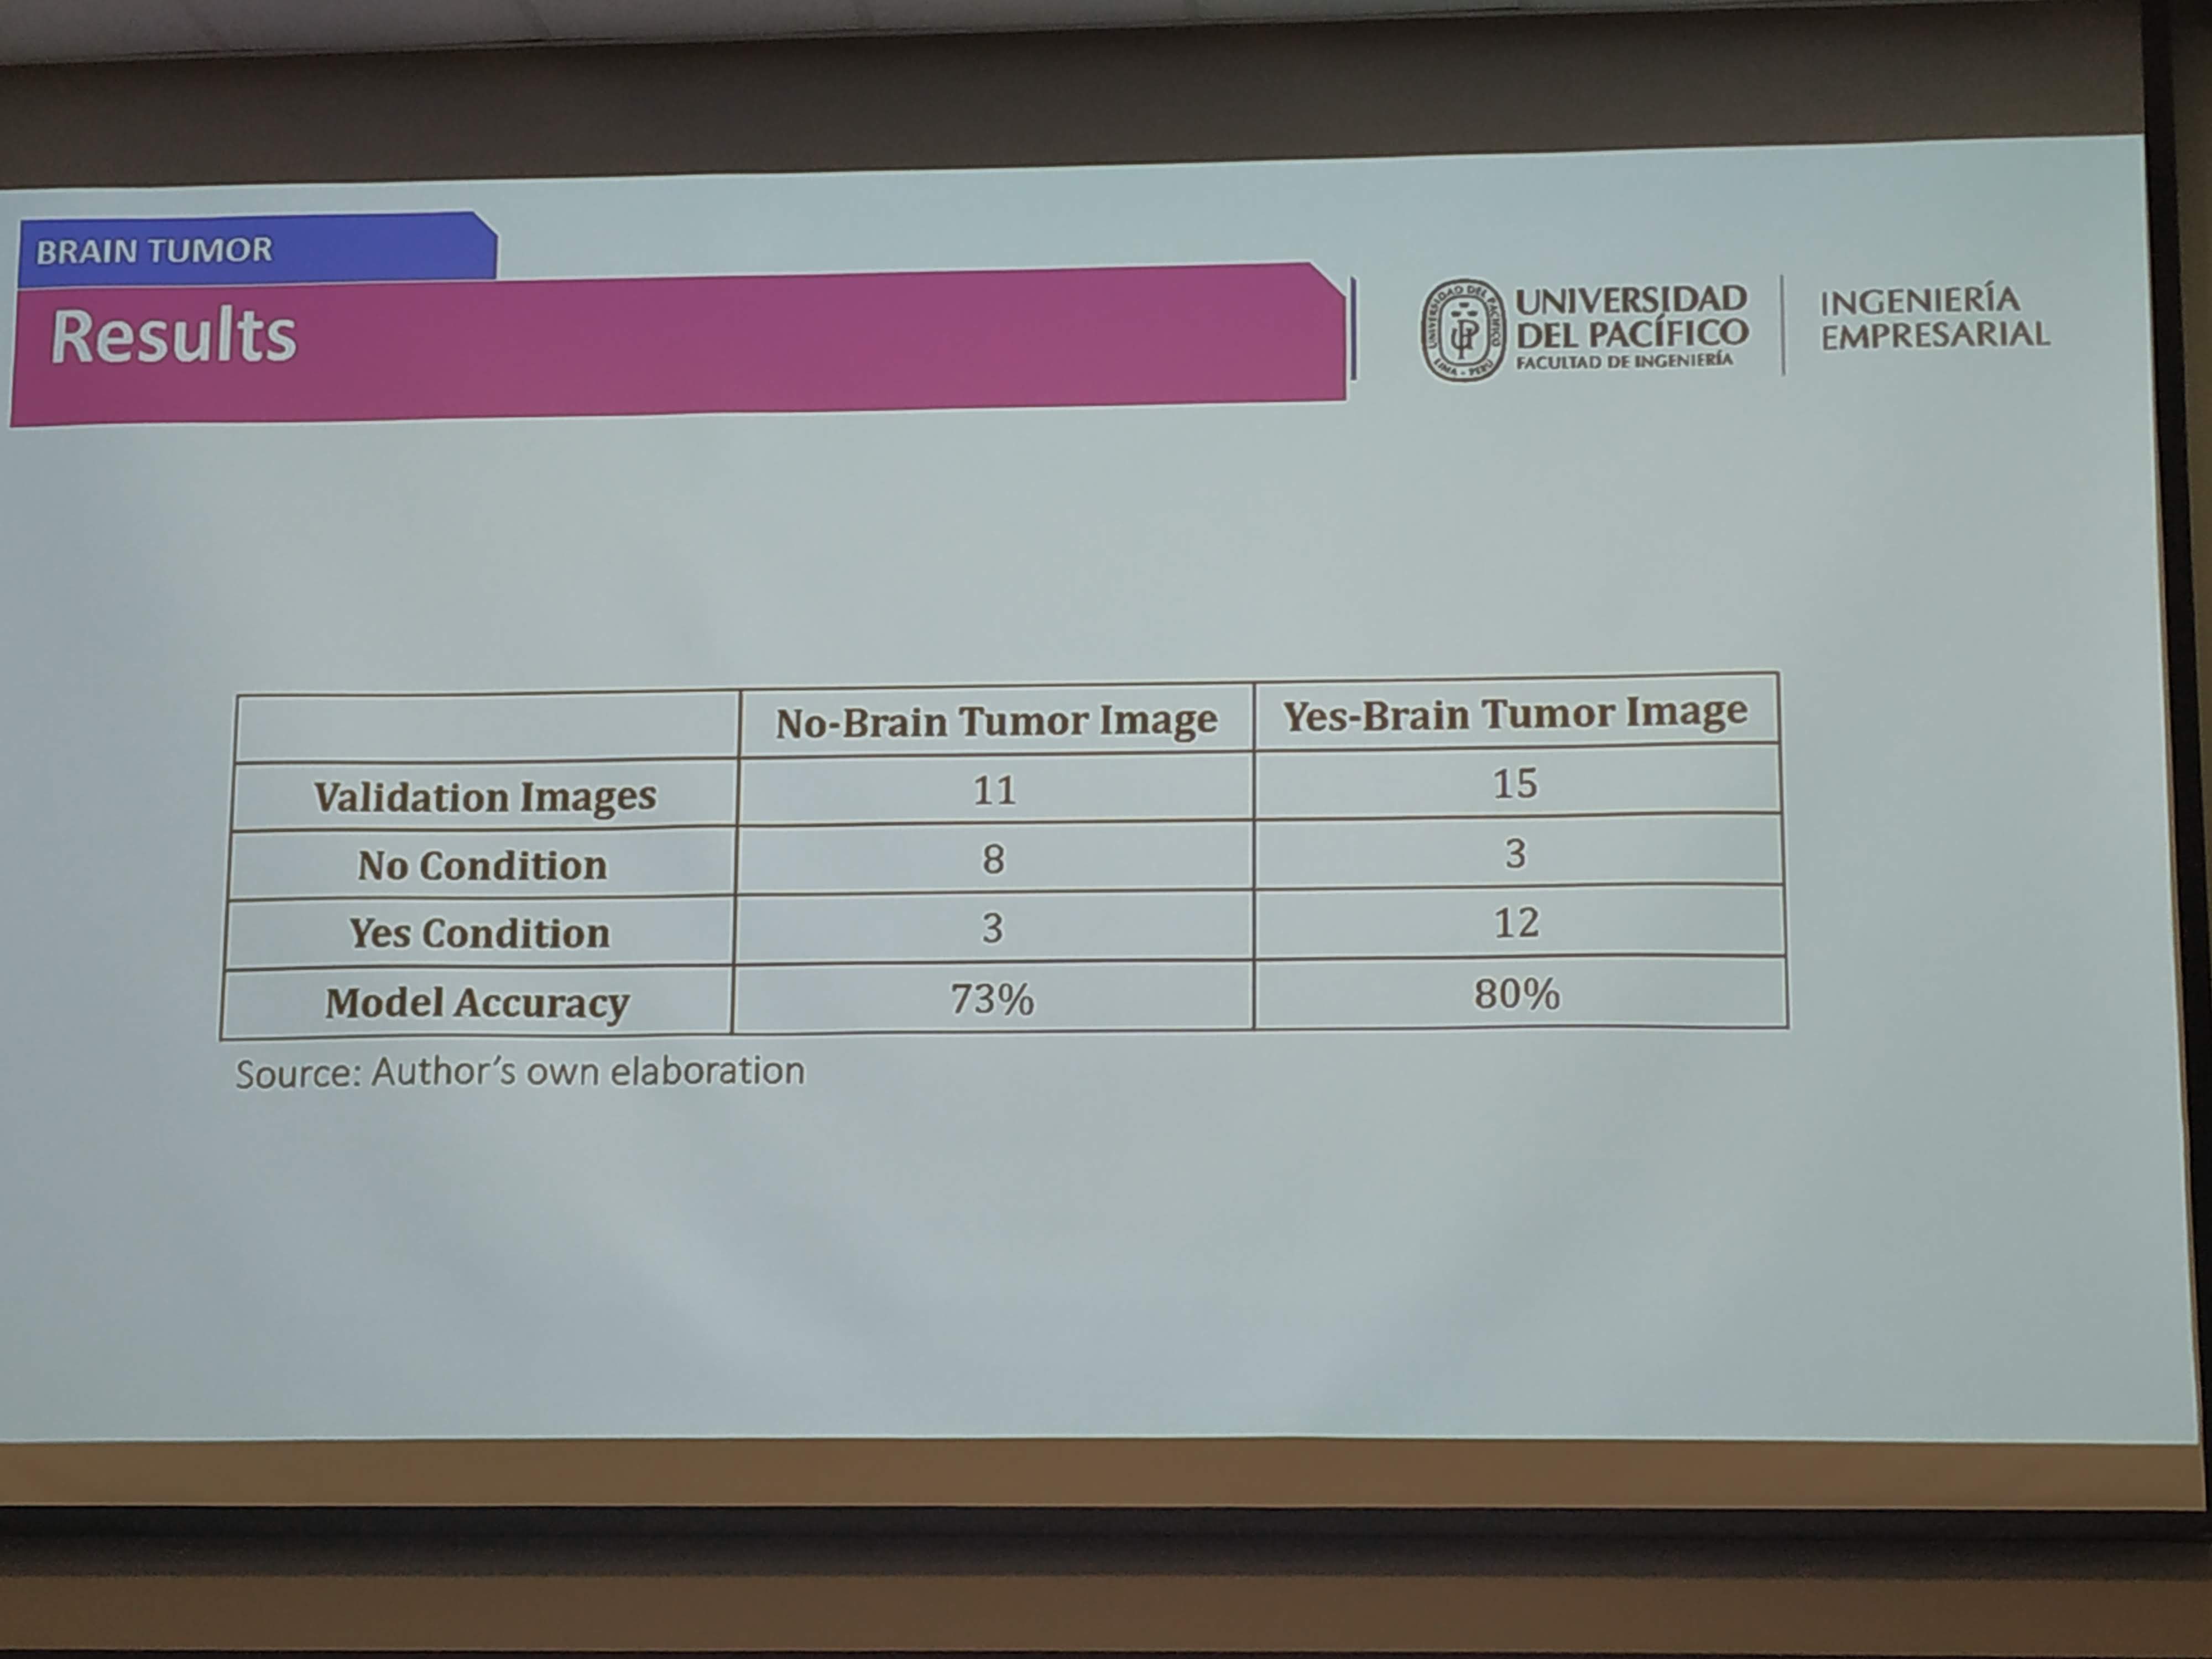 BRAIN TUMOR
Results
UNIVERSIDAD DEL PACÍFICO
LIMA - PERÚ
UP
UNIVERSIDAD
DEL PACÍFICO
FACULTAD DE INGENIERÍA
INGENIERÍA
EMPRESARIAL
No-Brain Tumor Image Yes-Brain Tumor Image
Validation Images 11 15
No Condition 8 3
Yes Condition 3 12
Model Accuracy 73% 80%
Source: Author's own elaboration